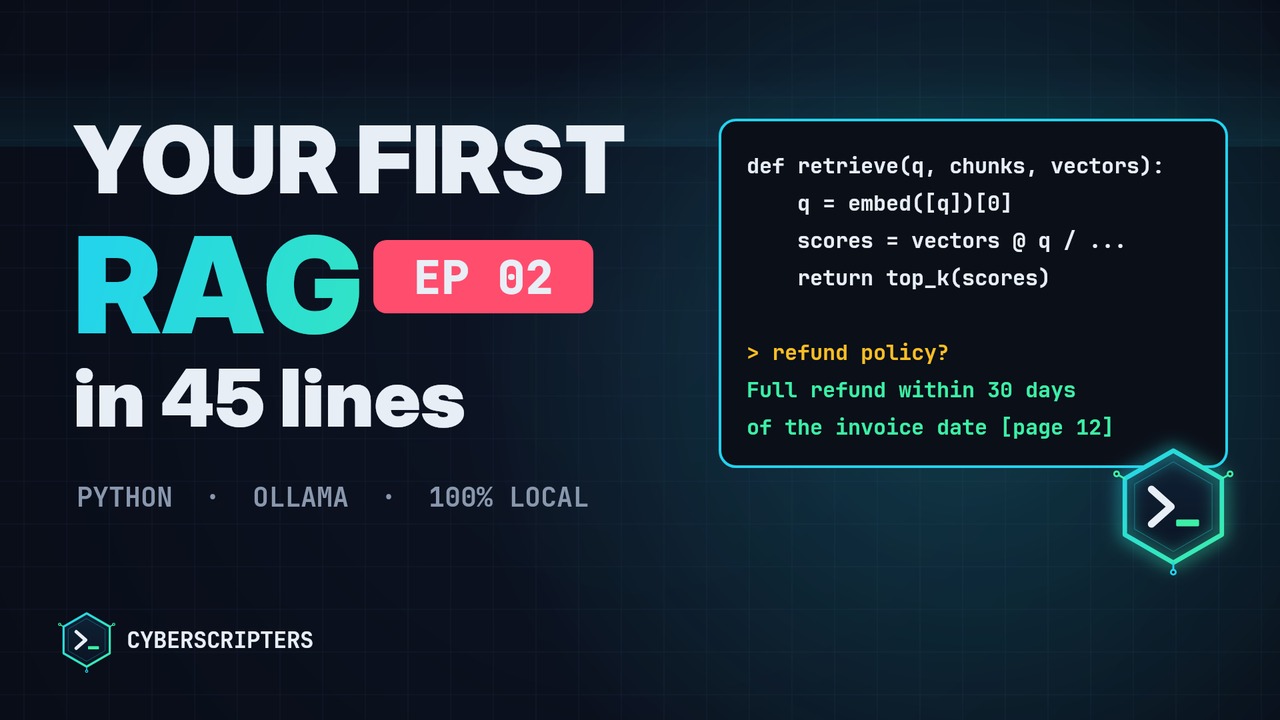 YOUR FIRST
RAG EP 02
in 45 lines
PYTHON · OLLAMA · 100% LOCAL
CYBERSCRIPTERS
def retrieve(q, chunks, vectors):
    q = embed([q])[0]
    scores = vectors @ q / ...
    return top_k(scores)
> refund policy?
Full refund within 30 days
of the invoice date [page 12]